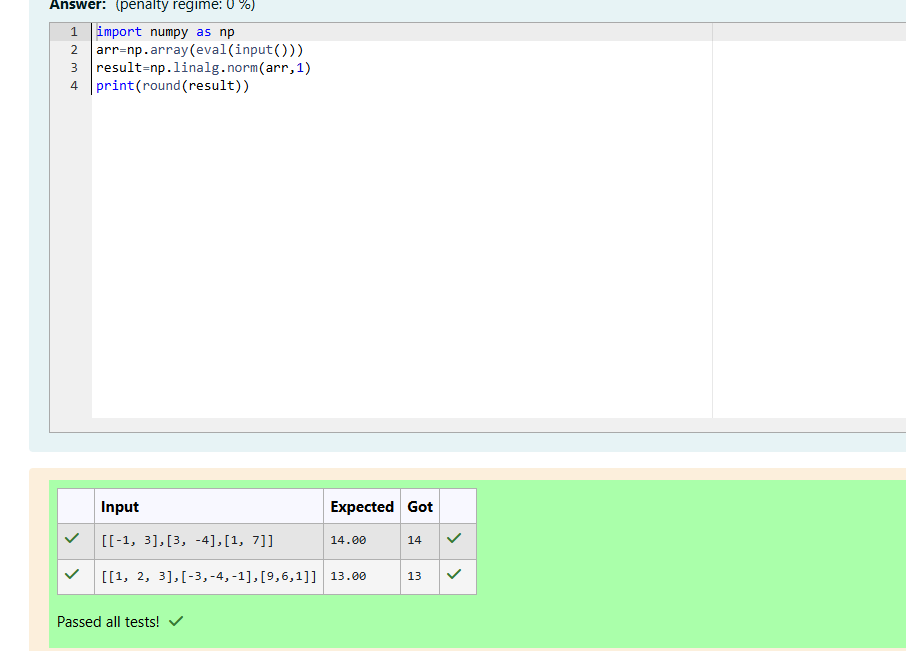 Answer: (penalty regime: 0 %)
1 import numpy as np
2 arr=np.array(eval(input()))
3 result=np.linalg.norm(arr,1)
4 print(round(result))
Input Expected Got
[[-1, 3],[3, -4],[1, 7]] 14.00 14
[[1, 2, 3],[-3,-4,-1],[9,6,1]] 13.00 13
Passed all tests!